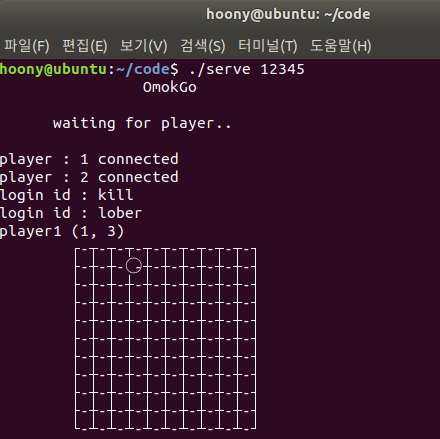 hoony@ubuntu: ~/code
파일(F) 편집(E) 보기(V) 검색(S) 터미널(T) 도움말(H)
hoony@ubuntu:~/code$ ./serve 12345
OmokGo
waiting for player..
player : 1 connected
player : 2 connected
login id : kill
login id : lober
player1 (1, 3)